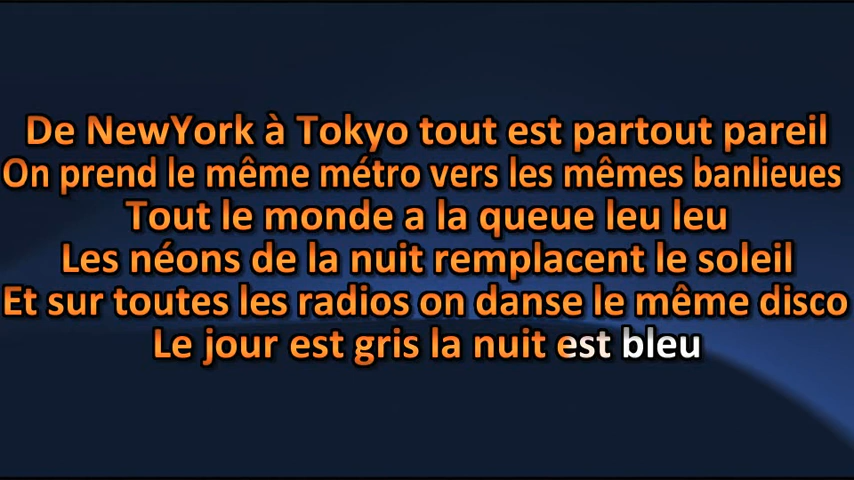 De NewYork à Tokyo tout est partout pareil
On prend le même métro vers les mêmes banlieues
Tout le monde a la queue leu leu
Les néons de la nuit remplacent le soleil
Et sur toutes les radios on danse le même disco
Le jour est gris la nuit est bleu